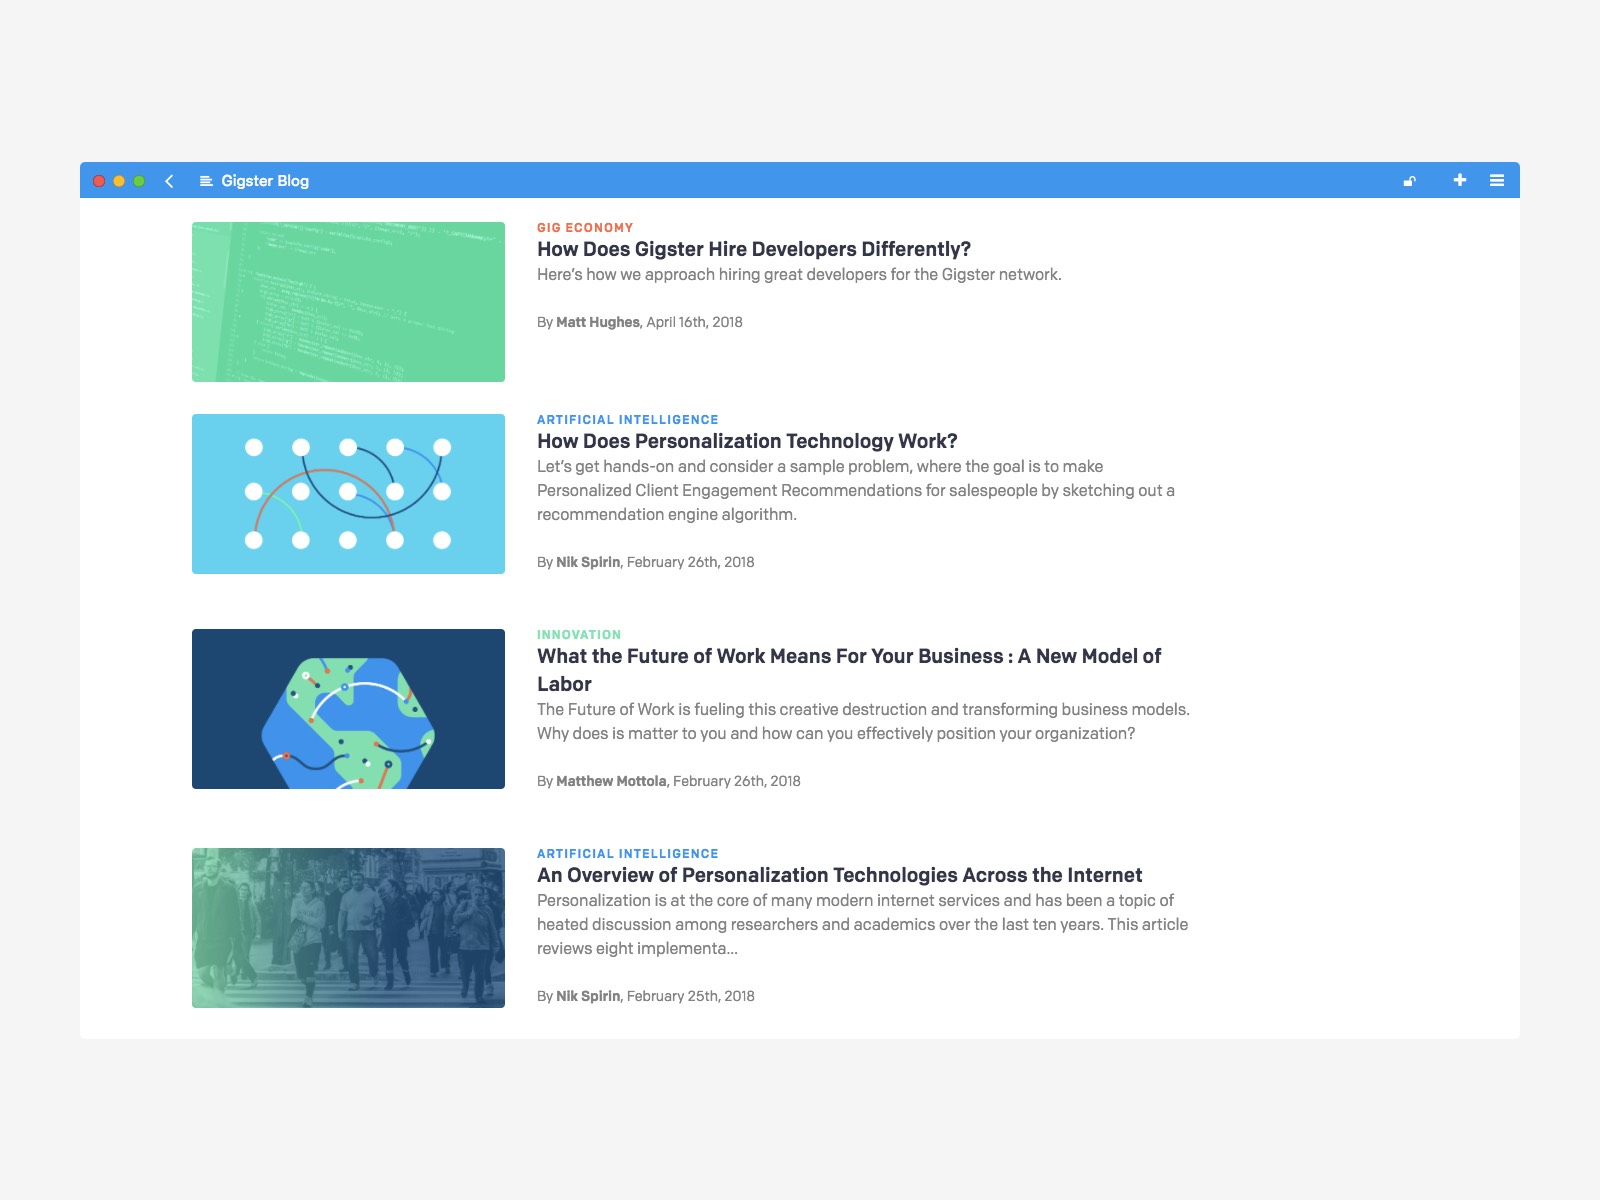 Gigster Blog
GIG ECONOMY
How Does Gigster Hire Developers Differently?
Here's how we approach hiring great developers for the Gigster network.
By Matt Hughes, April 16th, 2018
ARTIFICIAL INTELLIGENCE
How Does Personalization Technology Work?
Let's get hands-on and consider a sample problem, where the goal is to make
Personalized Client Engagement Recommendations for salespeople by sketching out a
recommendation engine algorithm.
By Nik Spirin, February 26th, 2018
INNOVATION
What the Future of Work Means For Your Business : A New Model of
Labor
The Future of Work is fueling this creative destruction and transforming business models.
Why does is matter to you and how can you effectively position your organization?
By Matthew Mottola, February 26th, 2018
ARTIFICIAL INTELLIGENCE
An Overview of Personalization Technologies Across the Internet
Personalization is at the core of many modern internet services and has been a topic of
heated discussion among researchers and academics over the last ten years. This article
reviews eight implementa...
By Nik Spirin, February 25th, 2018